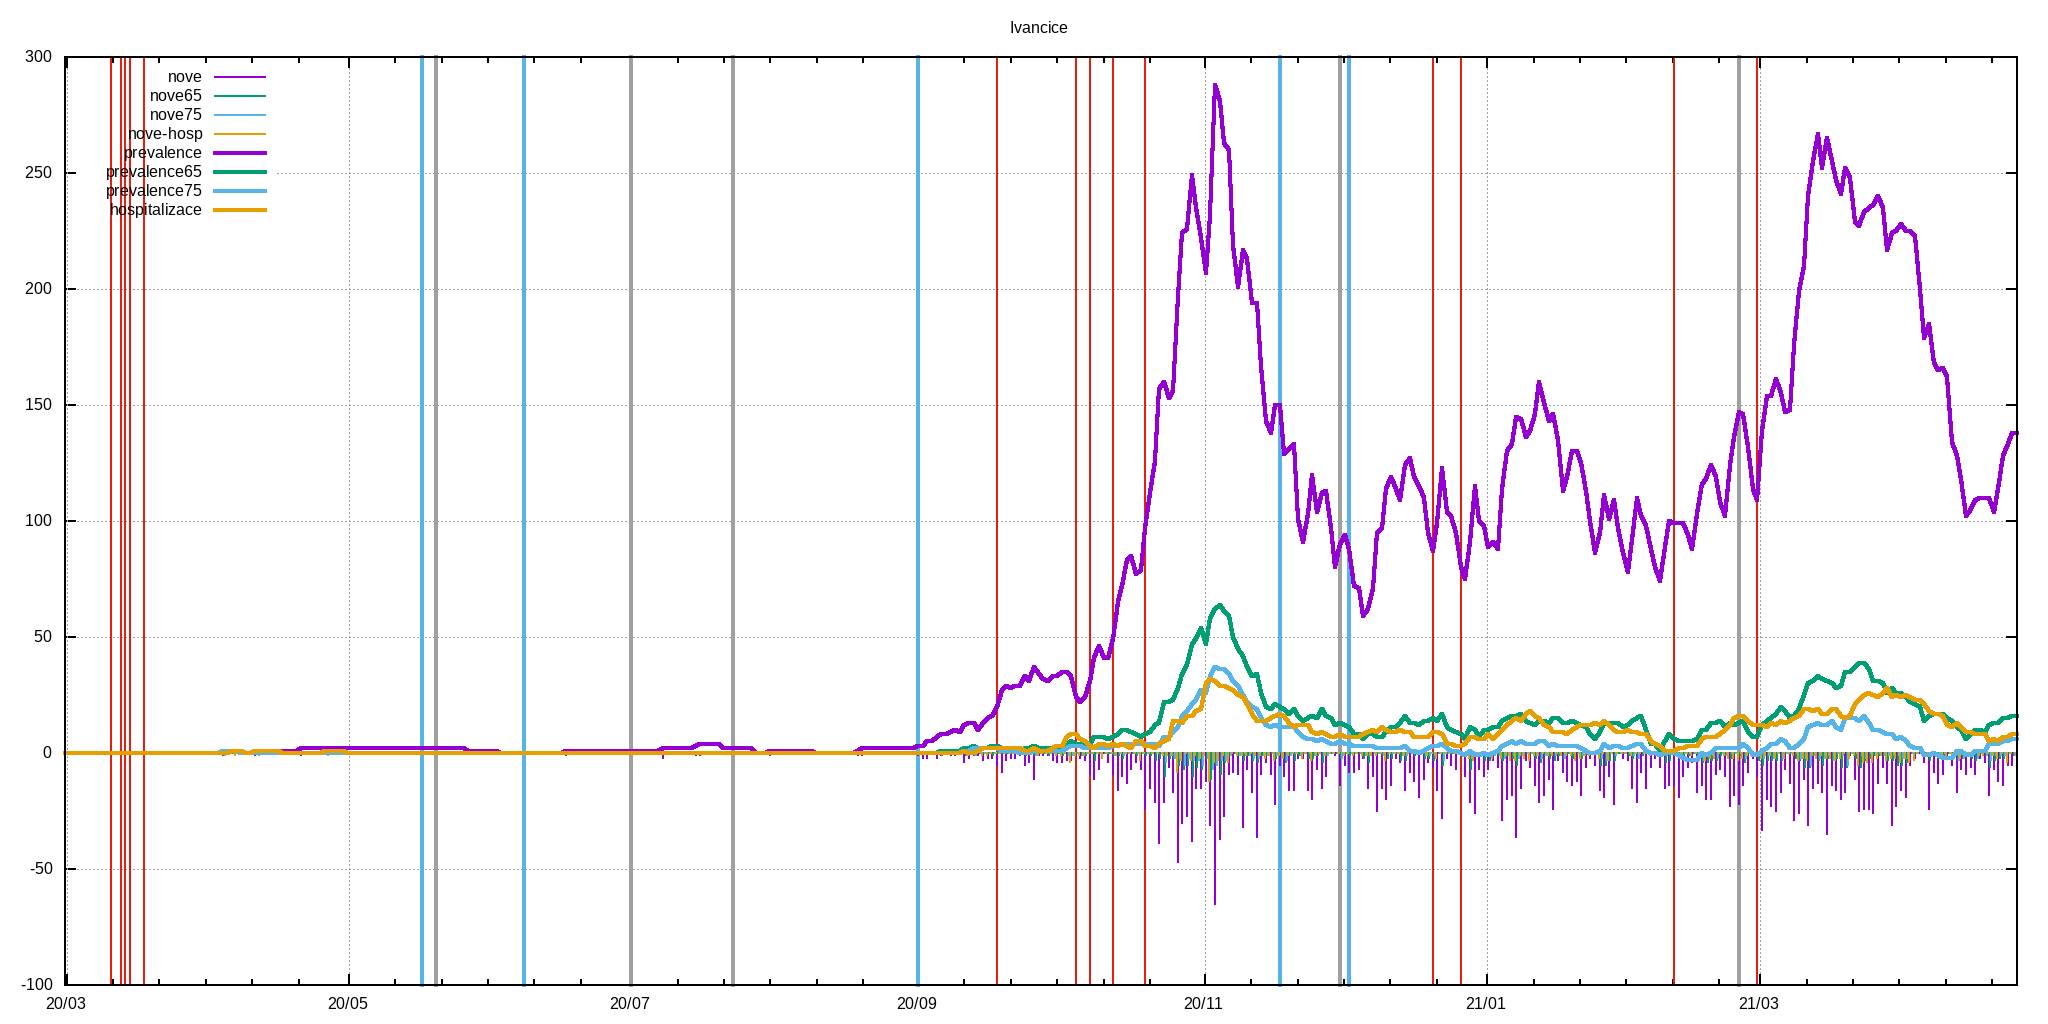 Ivancice
300
250
200
150
100
50
0
-50
-100
nove
nove65
nove75
nove-hosp
prevalence
prevalence65
prevalence75
hospitalizace
20/03 20/05 20/07 20/09 20/11 21/01 21/03